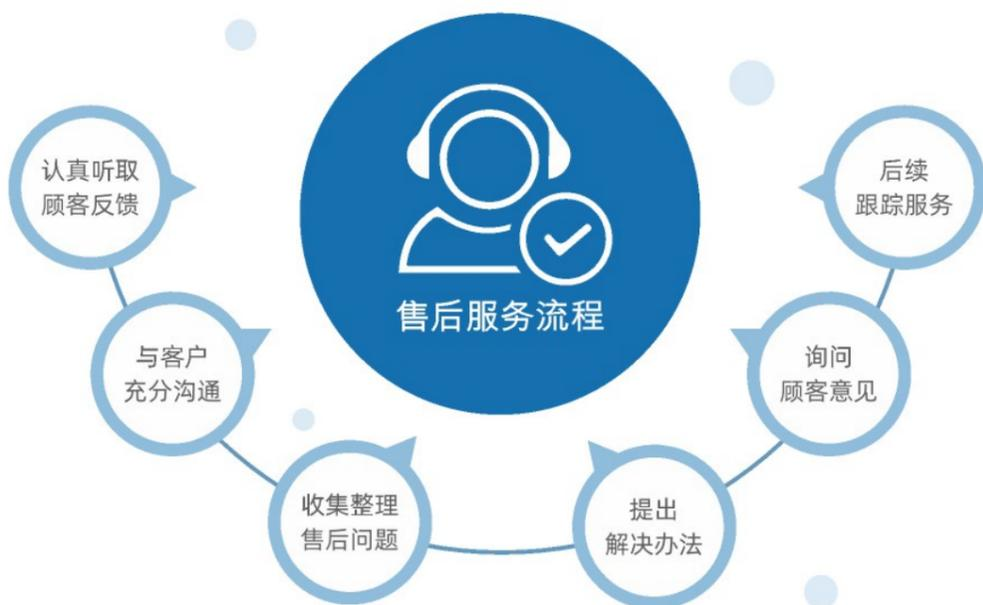 售后服务流程
认真听取
顾客反馈
与客户
充分沟通
收集整理
售后问题
提出
解决办法
询问
顾客意见
后续
跟踪服务